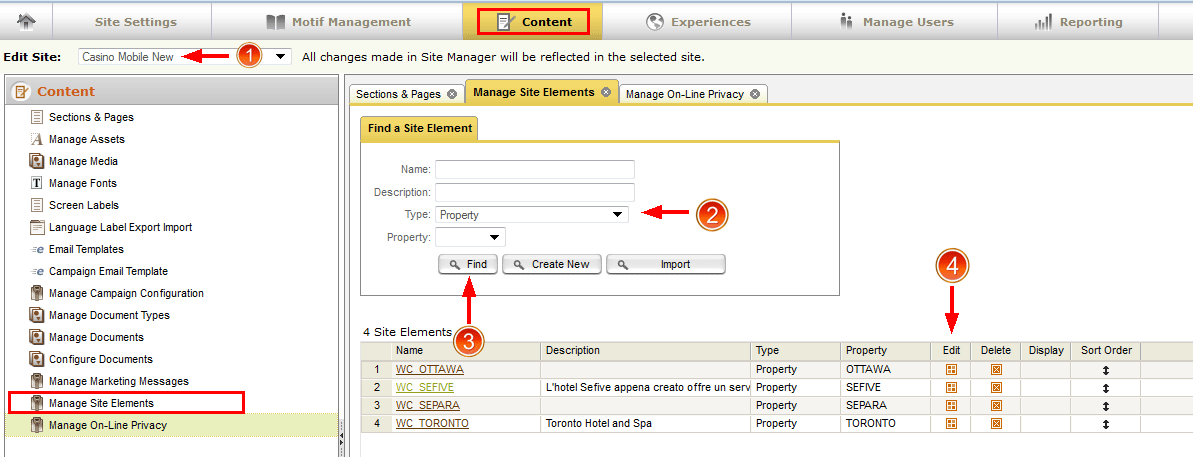 Site Settings Motif Management Content Experiences Manage Users Reporting
Edit Site: Casino Mobile New 1 All changes made in Site Manager will be reflected in the selected site.
Content
Sections & Pages
Manage Assets
Manage Media
Manage Fonts
Screen Labels
Language Label Export Import
Email Templates
Campaign Email Template
Manage Campaign Configuration
Manage Document Types
Manage Documents
Configure Documents
Manage Marketing Messages
Manage Site Elements
Manage On-Line Privacy
Sections & Pages Manage Site Elements Manage On-Line Privacy
Find a Site Element
Name:
Description:
Type: Property 2
Property:
Find Create New Import
4
3
4 Site Elements
Name Description Type Property Edit Delete Display Sort Order
1 WC_OTTAWA Property OTTAWA
2 WC_SEFIVE L'hotel Sefive appena creato offre un serv Property SEFIVE
3 WC_SEPARA Property SEPARA
4 WC_TORONTO Toronto Hotel and Spa Property TORONTO